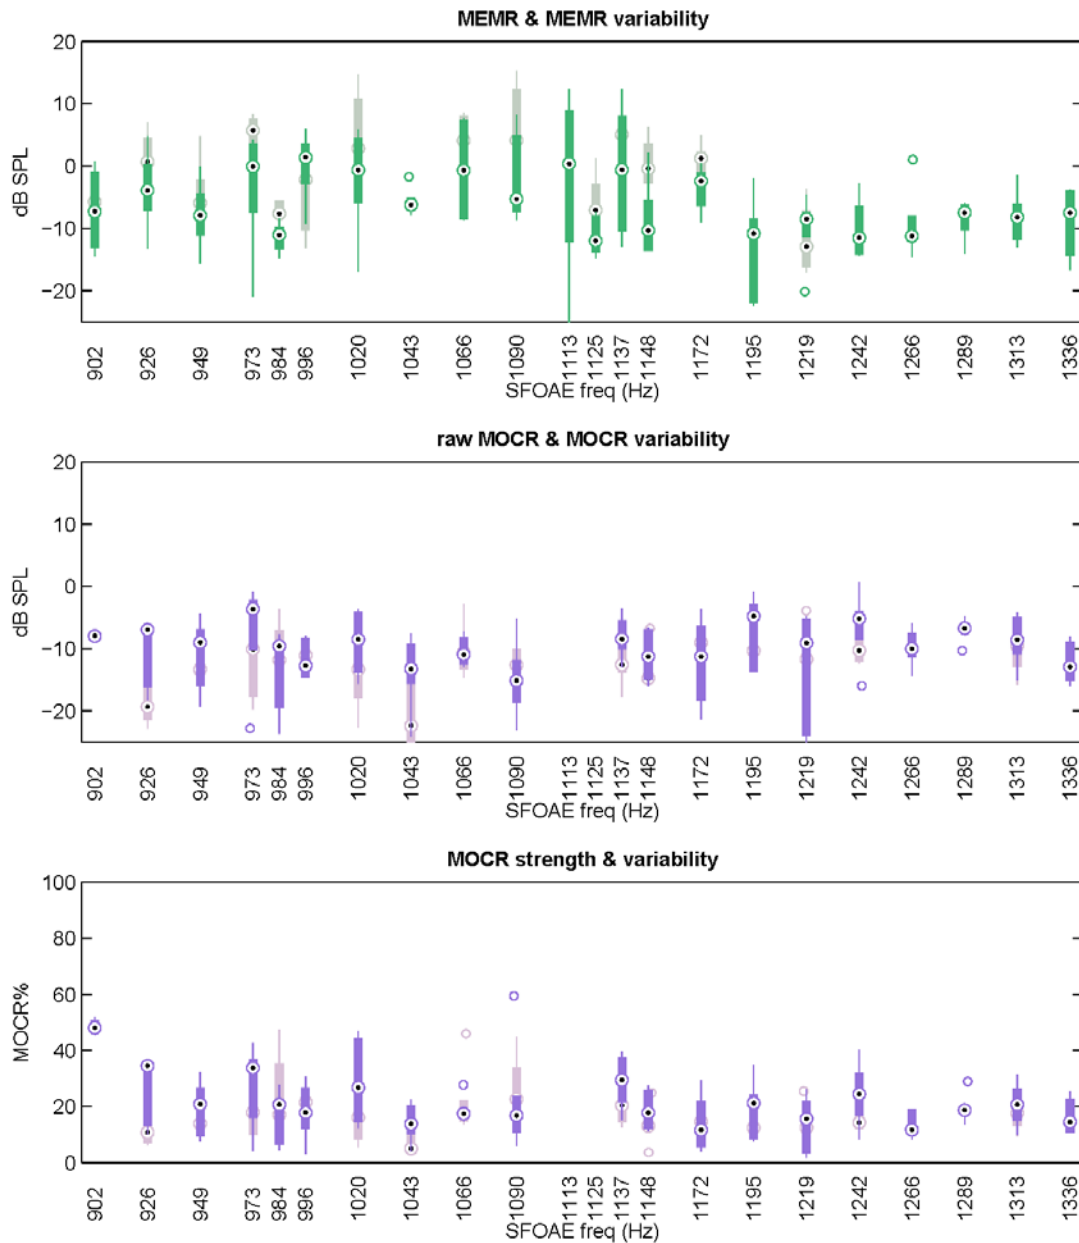 MEMR & MEMR variability
20
10
0
−10
−20
dB SPL
902 926 949 973 984 996 1020 1043 1066 1090 1113 1125 1137 1148 1172 1195 1219 1242 1266 1289 1313 1336
SFOAE freq (Hz)
raw MOCR & MOCR variability
20
10
0
−10
−20
dB SPL
902 926 949 973 984 996 1020 1043 1066 1090 1113 1125 1137 1148 1172 1195 1219 1242 1266 1289 1313 1336
SFOAE freq (Hz)
MOCR strength & variability
100
80
60
40
20
0
MOCR%
902 926 949 973 984 996 1020 1043 1066 1090 1113 1125 1137 1148 1172 1195 1219 1242 1266 1289 1313 1336
SFOAE freq (Hz)